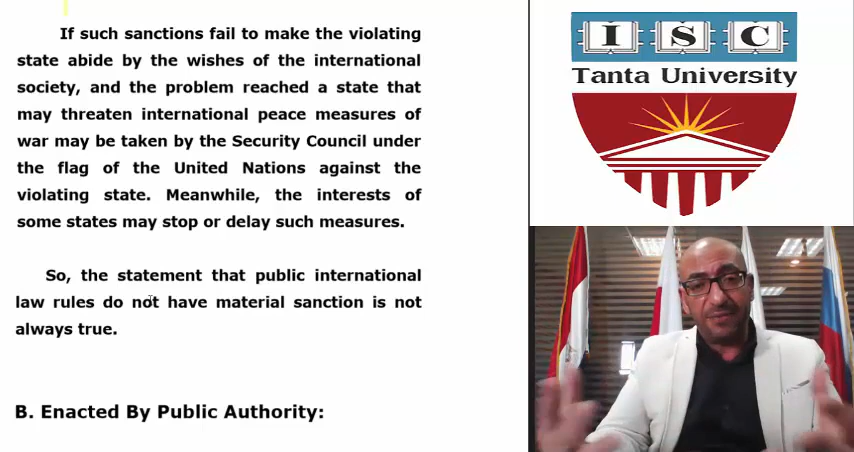 If such sanctions fail to make the violating
state abide by the wishes of the international
society, and the problem reached a state that
may threaten international peace measures of
war may be taken by the Security Council under
the flag of the United Nations against the
violating state. Meanwhile, the interests of
some states may stop or delay such measures.
So, the statement that public international
law rules do not have material sanction is not
always true.
B. Enacted By Public Authority:
I S C
Tanta University